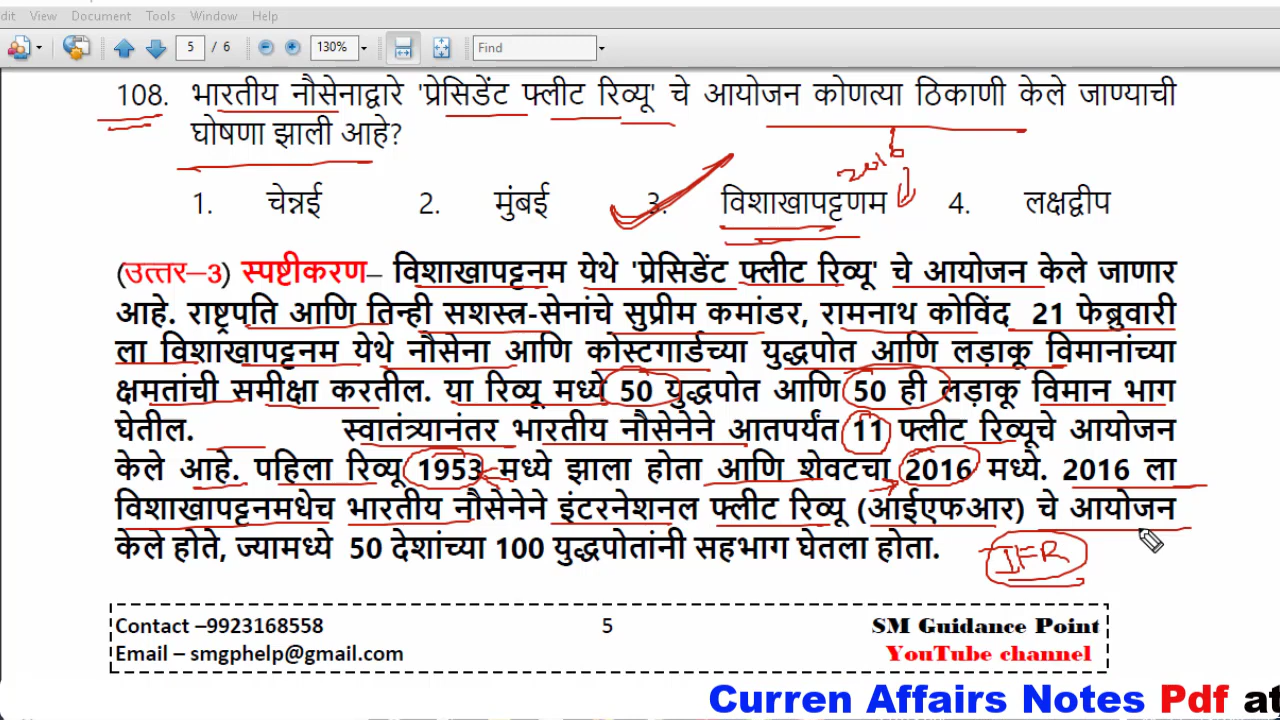 dit View Document Tools Window Help
5 / 6 130% Find
108. भारतीय नौसेनाद्वारे 'प्रेसिडेंट फ्लीट रिव्यू' चे आयोजन कोणत्या ठिकाणी केले जाण्याची
घोषणा झाली आहे?
2016
1. चेन्नई 2. मुंबई 3. विशाखापट्टणम 4. लक्षद्वीप
(उत्तर–3) स्पष्टीकरण– विशाखापट्टनम येथे 'प्रेसिडेंट फ्लीट रिव्यू' चे आयोजन केले जाणार
आहे. राष्ट्रपति आणि तिन्ही सशस्त्र-सेनांचे सुप्रीम कमांडर, रामनाथ कोविंद 21 फेब्रुवारी
ला विशाखापट्टनम येथे नौसेना आणि कोस्टगार्डच्या युद्धपोत आणि लड़ाकू विमानांच्या
क्षमतांची समीक्षा करतील. या रिव्यू मध्ये 50 युद्धपोत आणि 50 ही लड़ाकू विमान भाग
घेतील. स्वातंत्र्यानंतर भारतीय नौसेनेने आतपर्यंत 11 फ्लीट रिव्यूचे आयोजन
केले आहे. पहिला रिव्यू 1953 मध्ये झाला होता आणि शेवटचा 2016 मध्ये. 2016 ला
विशाखापट्टनमधेच भारतीय नौसेनेने इंटरनेशनल फ्लीट रिव्यू (आईएफआर) चे आयोजन
केले होते, ज्यामध्ये 50 देशांच्या 100 युद्धपोतांनी सहभाग घेतला होता.
IFR
Contact –9923168558 5 SM Guidance Point
Email – smgphelp@gmail.com YouTube channel
Curren Affairs Notes Pdf at